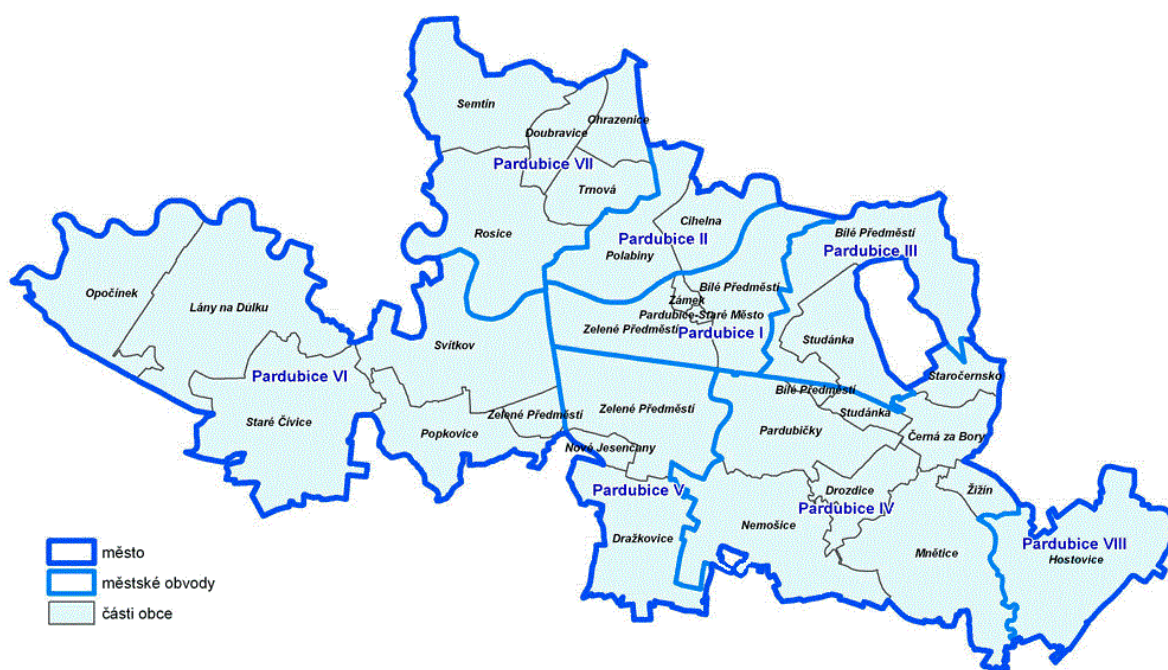 Semtín
Ohrazenice
Doubravice
Pardubice VII
Trnová
Rosice
Cihelna
Pardubice II
Polabiny
Bílé Předměstí
Pardubice III
Opočínek
Lány na Důlku
Bílé Předměstí
Zámek
Pardubice-Staré Město
Zelené Předměstí
Pardubice I
Svítkov
Studánka
Pardubice VI
Staročernsko
Bílé Předměstí
Zelené Předměstí
Zelené Předměstí
Studánka
Staré Čívice
Popkovice
Pardubičky
Černá za Bory
Nové Jesenčany
Pardubice V
Drozdice
Žižín
Pardubice IV
Nemošice
Dražkovice
Mnětice
Pardubice VIII
Hostovice
město
městské obvody
části obce